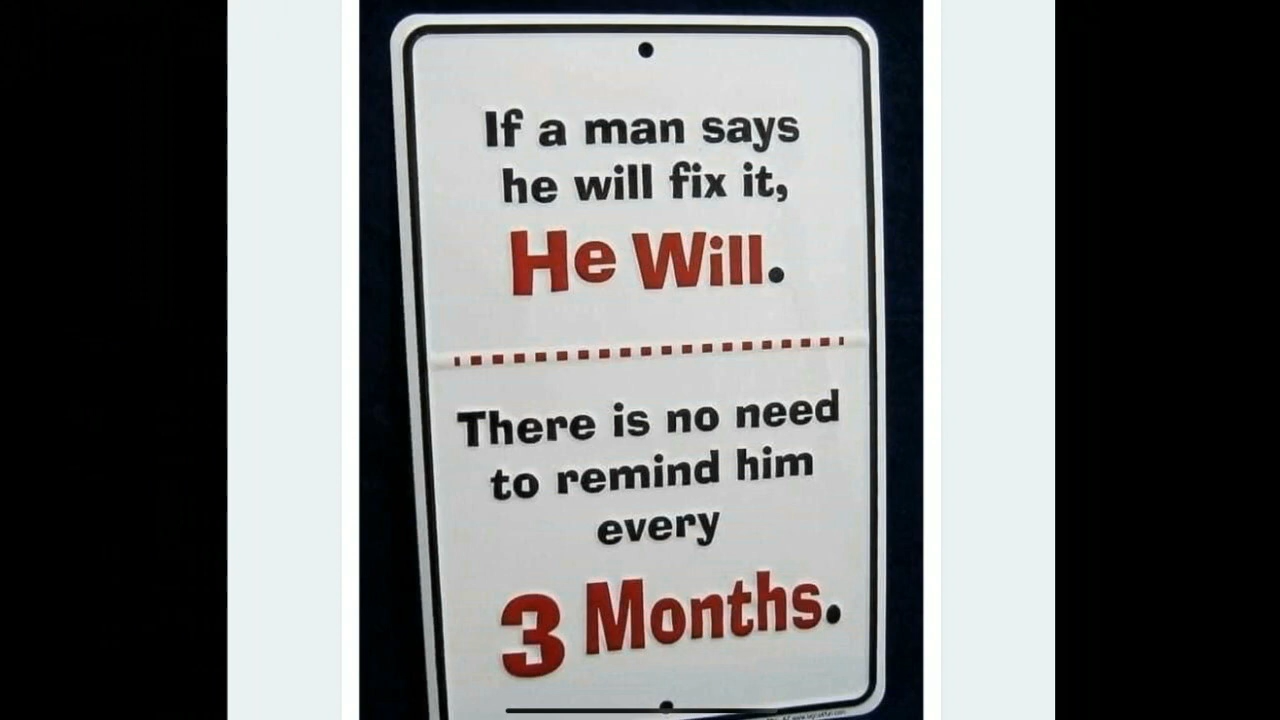 If a man says
he will fix it,
He Will.
There is no need
to remind him
every
3 Months.